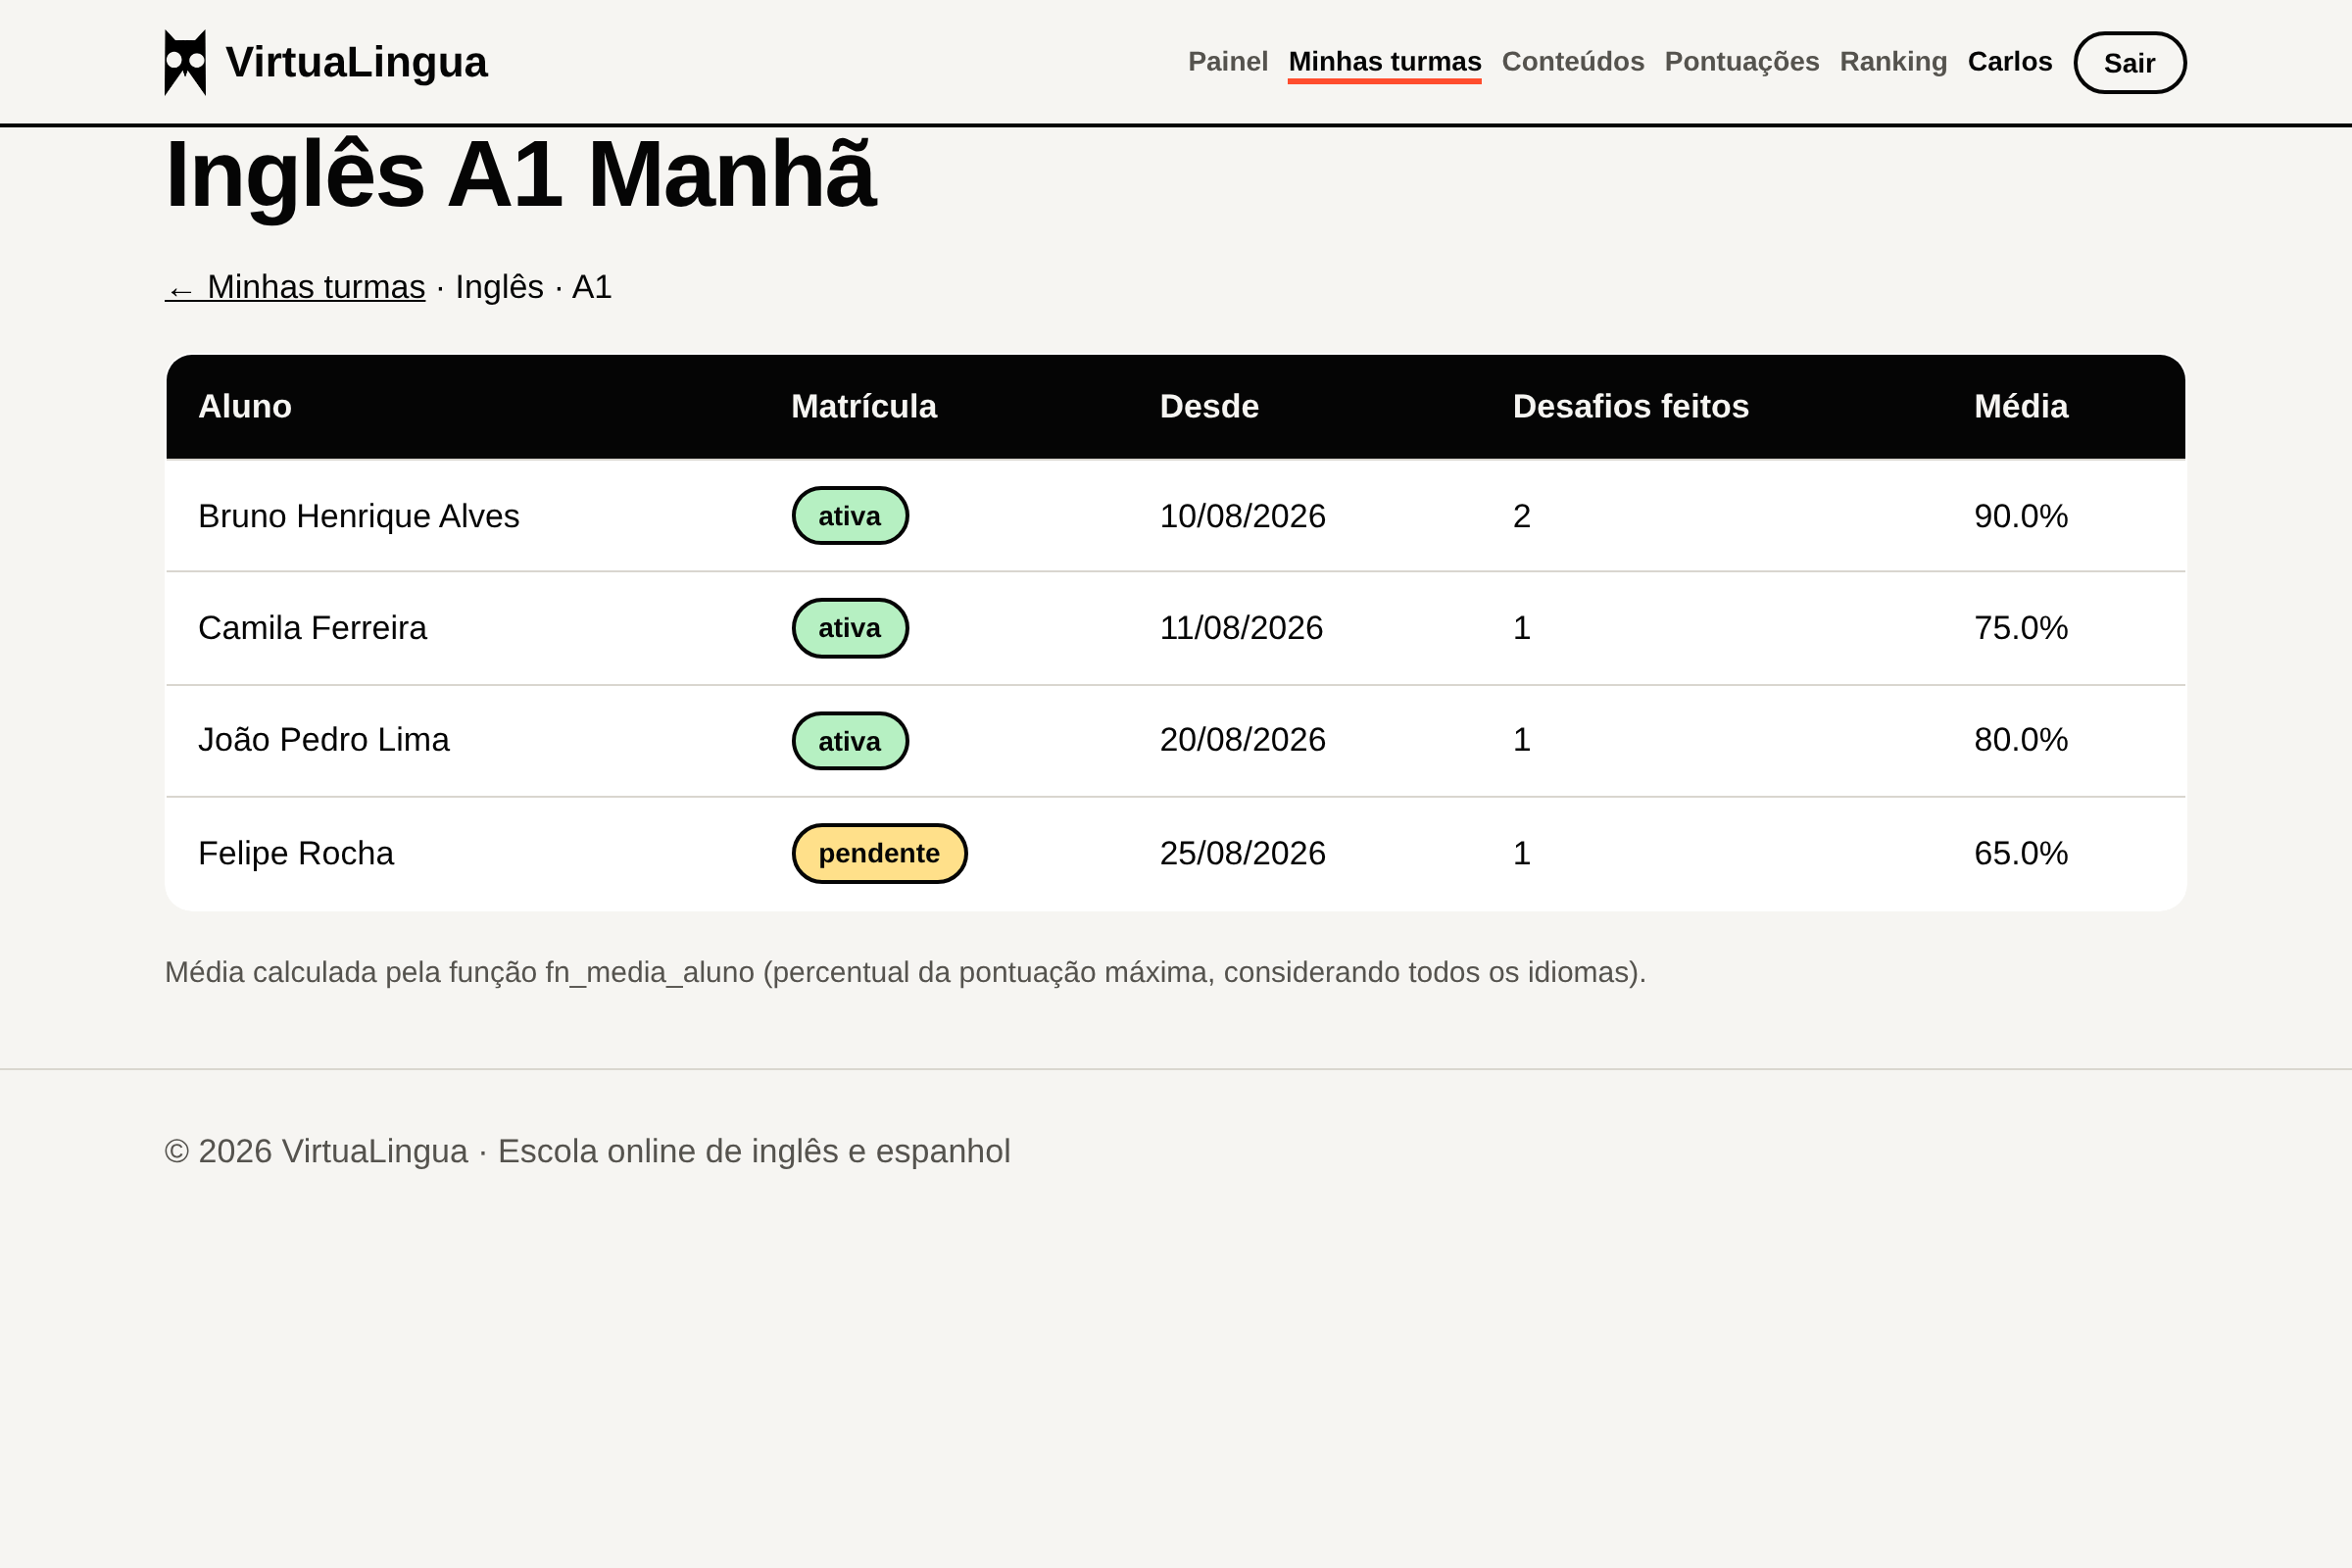 VirtuaLingua
Painel Minhas turmas Conteúdos Pontuações Ranking Carlos Sair
Inglês A1 Manhã
← Minhas turmas · Inglês · A1
Aluno Matrícula Desde Desafios feitos Média
Bruno Henrique Alves ativa 10/08/2026 2 90.0%
Camila Ferreira ativa 11/08/2026 1 75.0%
João Pedro Lima ativa 20/08/2026 1 80.0%
Felipe Rocha pendente 25/08/2026 1 65.0%
Média calculada pela função fn_media_aluno (percentual da pontuação máxima, considerando todos os idiomas).
© 2026 VirtuaLingua · Escola online de inglês e espanhol